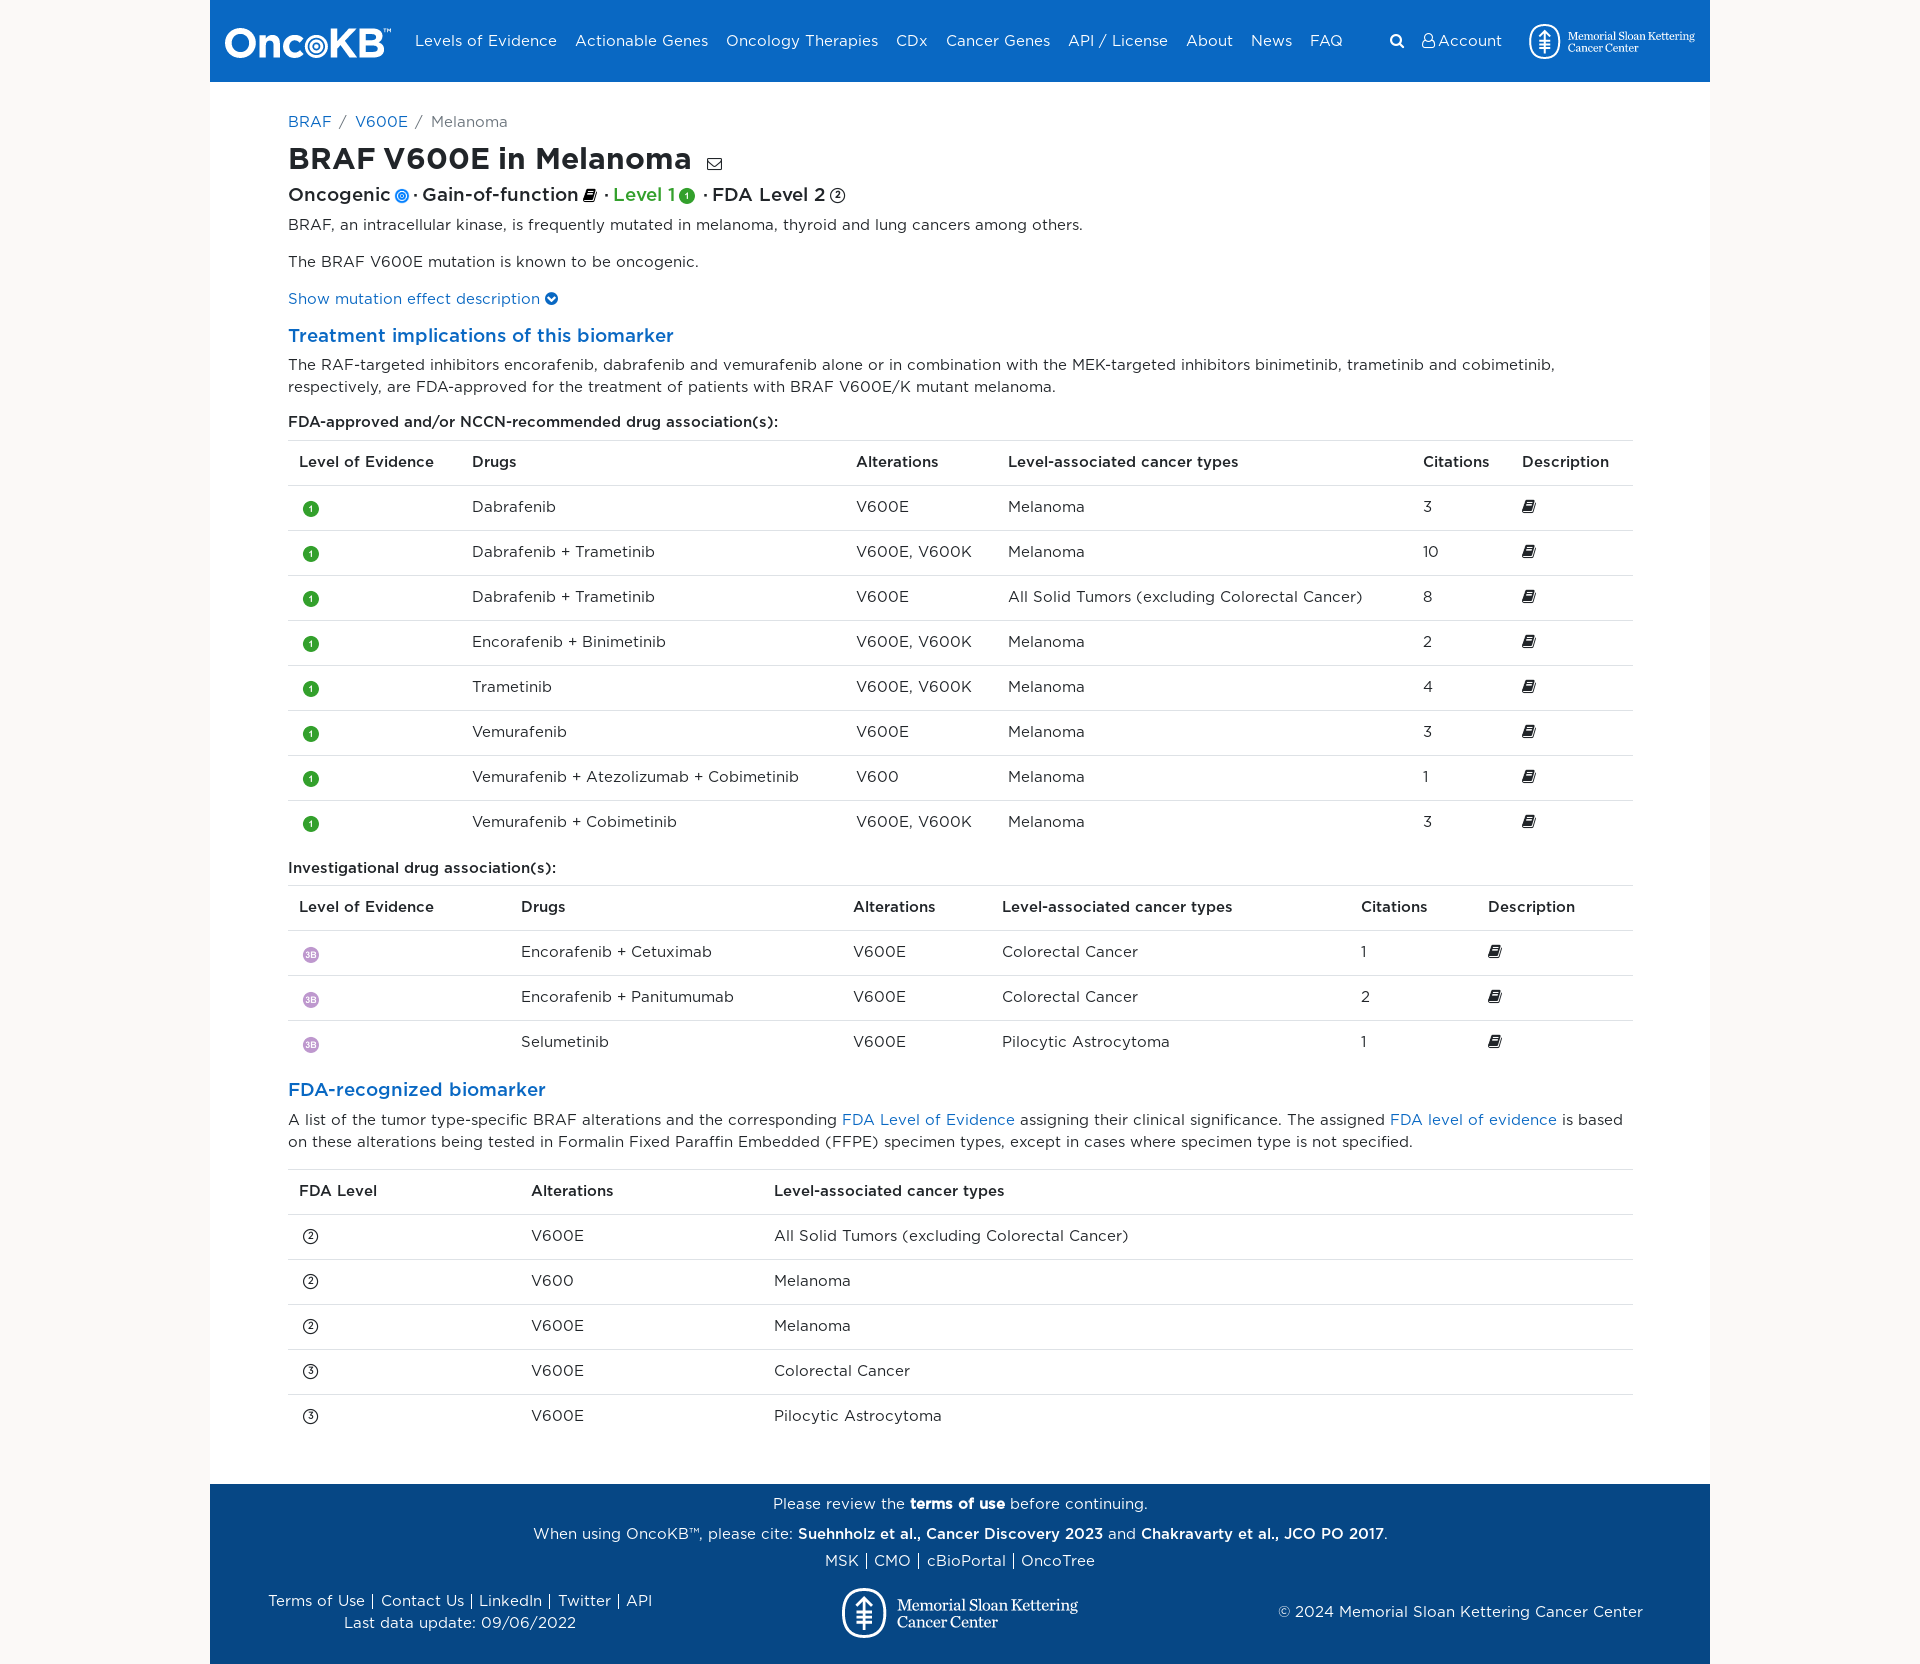 OncoKB™ Levels of Evidence Actionable Genes Oncology Therapies CDx Cancer Genes API / License About News FAQ Account Memorial Sloan Kettering
Cancer Center
BRAF / V600E / Melanoma
BRAF V600E in Melanoma
Oncogenic · Gain-of-function · Level 1 1 · FDA Level 2 2
BRAF, an intracellular kinase, is frequently mutated in melanoma, thyroid and lung cancers among others.
The BRAF V600E mutation is known to be oncogenic.
Show mutation effect description
Treatment implications of this biomarker
The RAF-targeted inhibitors encorafenib, dabrafenib and vemurafenib alone or in combination with the MEK-targeted inhibitors binimetinib, trametinib and cobimetinib,
respectively, are FDA-approved for the treatment of patients with BRAF V600E/K mutant melanoma.
FDA-approved and/or NCCN-recommended drug association(s):
Level of Evidence Drugs Alterations Level-associated cancer types Citations Description
1 Dabrafenib V600E Melanoma 3
1 Dabrafenib + Trametinib V600E, V600K Melanoma 10
1 Dabrafenib + Trametinib V600E All Solid Tumors (excluding Colorectal Cancer) 8
1 Encorafenib + Binimetinib V600E, V600K Melanoma 2
1 Trametinib V600E, V600K Melanoma 4
1 Vemurafenib V600E Melanoma 3
1 Vemurafenib + Atezolizumab + Cobimetinib V600 Melanoma 1
1 Vemurafenib + Cobimetinib V600E, V600K Melanoma 3
Investigational drug association(s):
Level of Evidence Drugs Alterations Level-associated cancer types Citations Description
3B Encorafenib + Cetuximab V600E Colorectal Cancer 1
3B Encorafenib + Panitumumab V600E Colorectal Cancer 2
3B Selumetinib V600E Pilocytic Astrocytoma 1
FDA-recognized biomarker
A list of the tumor type-specific BRAF alterations and the corresponding FDA Level of Evidence assigning their clinical significance. The assigned FDA level of evidence is based
on these alterations being tested in Formalin Fixed Paraffin Embedded (FFPE) specimen types, except in cases where specimen type is not specified.
FDA Level Alterations Level-associated cancer types
2 V600E All Solid Tumors (excluding Colorectal Cancer)
2 V600 Melanoma
2 V600E Melanoma
3 V600E Colorectal Cancer
3 V600E Pilocytic Astrocytoma
Please review the terms of use before continuing.
When using OncoKB™, please cite: Suehnholz et al., Cancer Discovery 2023 and Chakravarty et al., JCO PO 2017.
MSK | CMO | cBioPortal | OncoTree
Terms of Use | Contact Us | LinkedIn | Twitter | API
Last data update: 09/06/2022
Memorial Sloan Kettering
Cancer Center
© 2024 Memorial Sloan Kettering Cancer Center